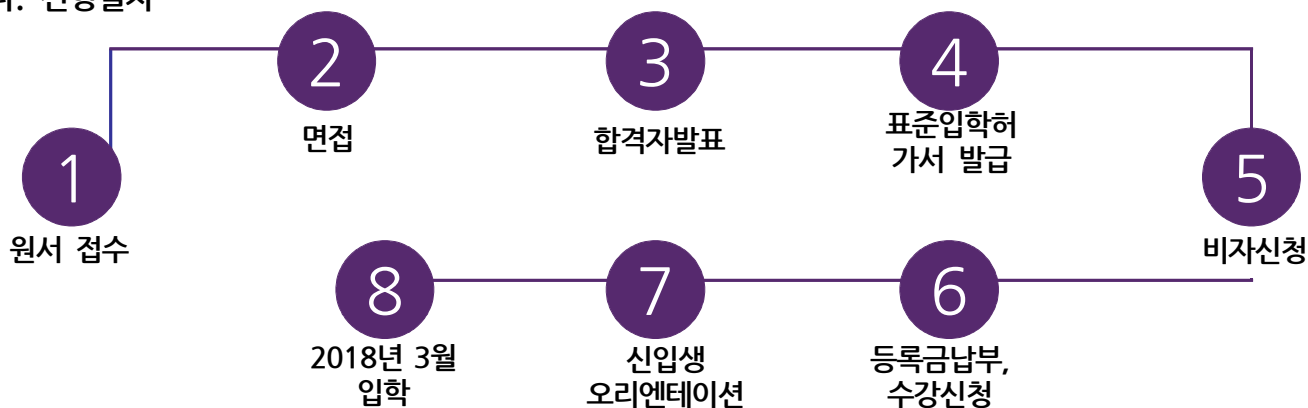 1
원서 접수
2
면접
3
합격자발표
4
표준입학허
가서 발급
5
비자신청
6
등록금납부,
수강신청
7
신입생
오리엔테이션
8
2018년 3월
입학